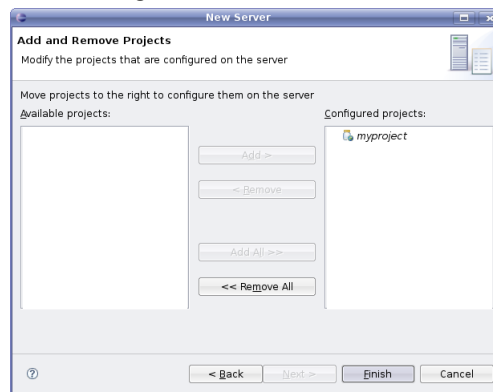 New Server
Add and Remove Projects
Modify the projects that are configured on the server
Move projects to the right to configure them on the server
Available projects:
Configured projects:
myproject
Add >
< Remove
Add All >>
<< Remove All
< Back
Next >
Finish
Cancel